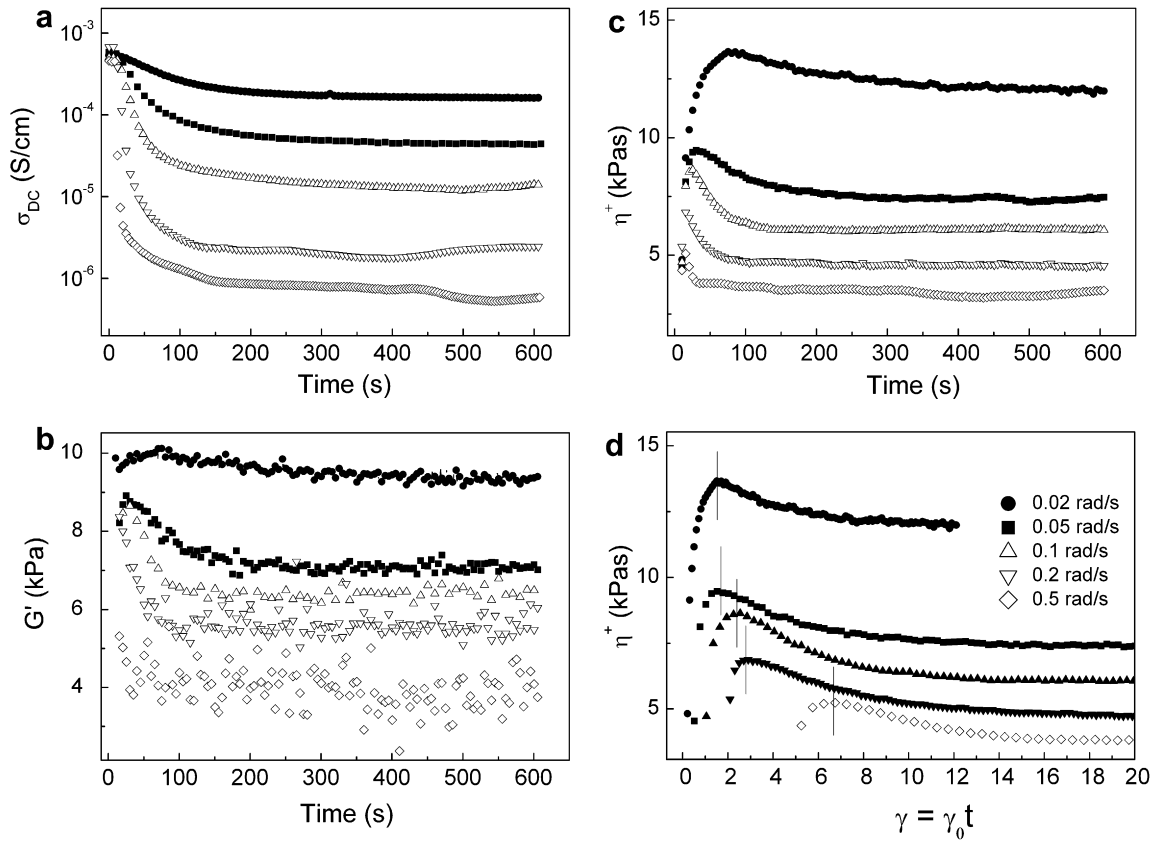 a
10⁻³
10⁻⁴
10⁻⁵
10⁻⁶
σDC (S/cm)
0 100 200 300 400 500 600
Time (s)
c
15
10
5
η⁺ (kPas)
0 100 200 300 400 500 600
Time (s)
b
10
8
6
4
G' (kPa)
0 100 200 300 400 500 600
Time (s)
d
15
10
5
η⁺ (kPas)
0.02 rad/s
0.05 rad/s
0.1 rad/s
0.2 rad/s
0.5 rad/s
0 2 4 6 8 10 12 14 16 18 20
γ = γ₀t